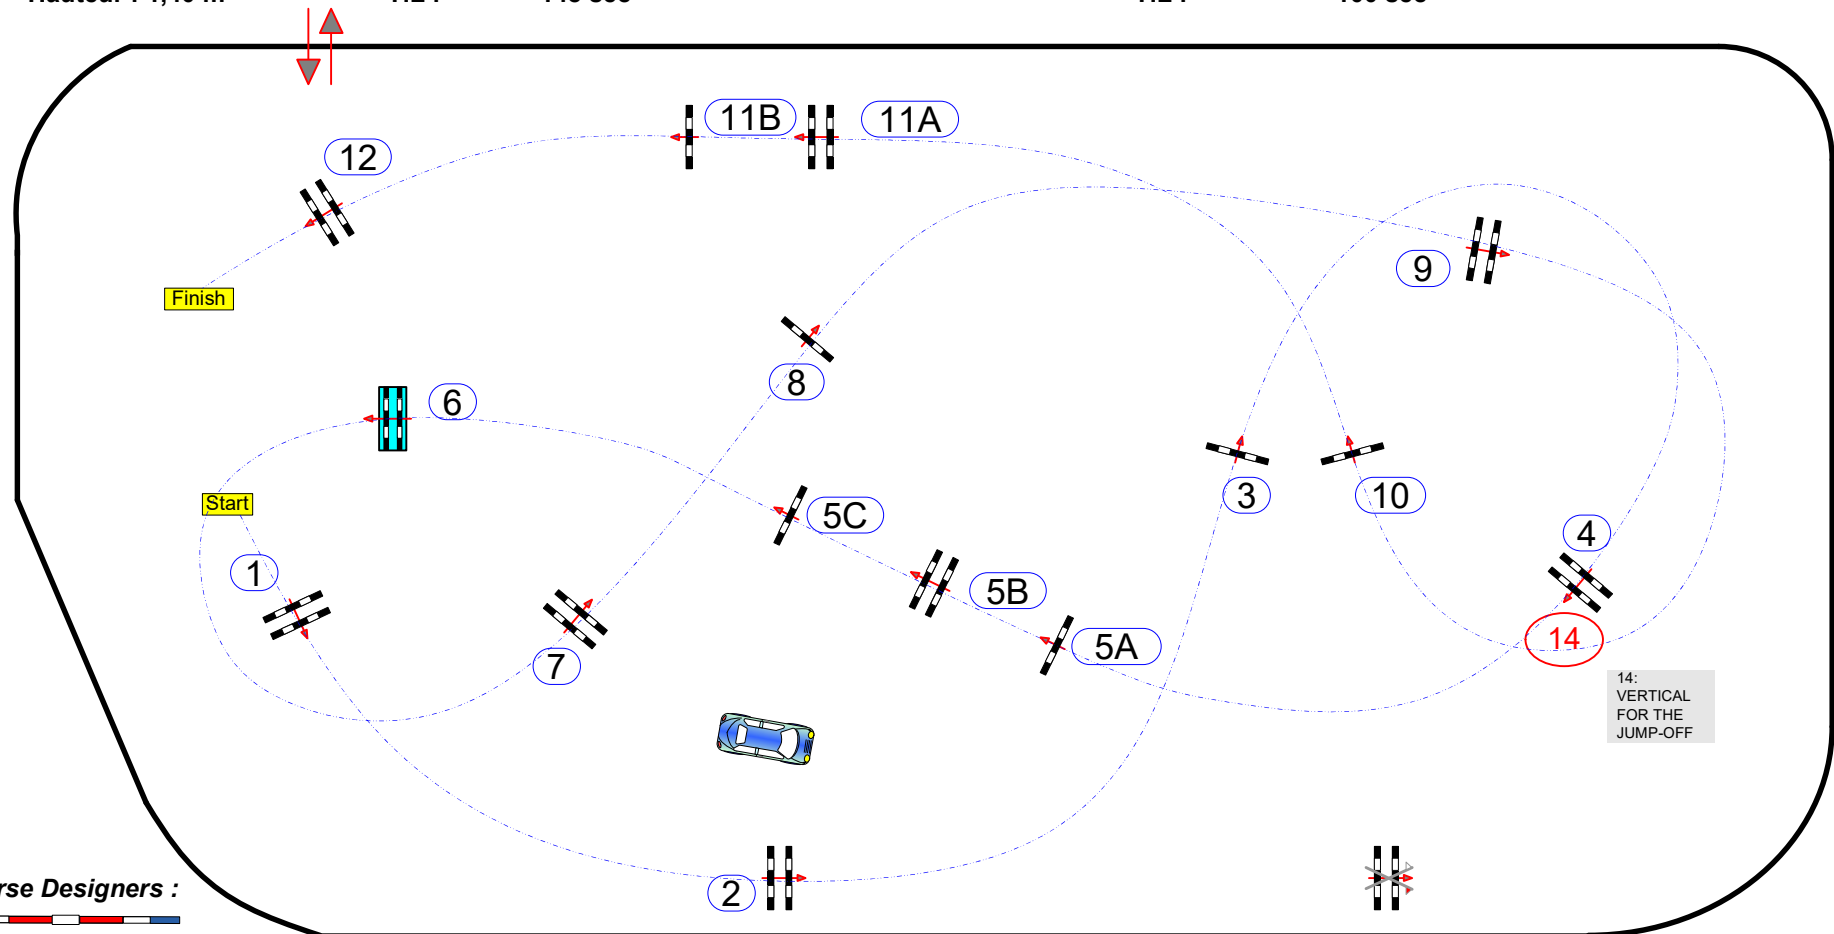 11B
11A
12
9
Finish
8
6
3
10
5C
Start
4
1
5B
14
5A
7
14:
VERTICAL
FOR THE
JUMP-OFF
2
rse Designers :